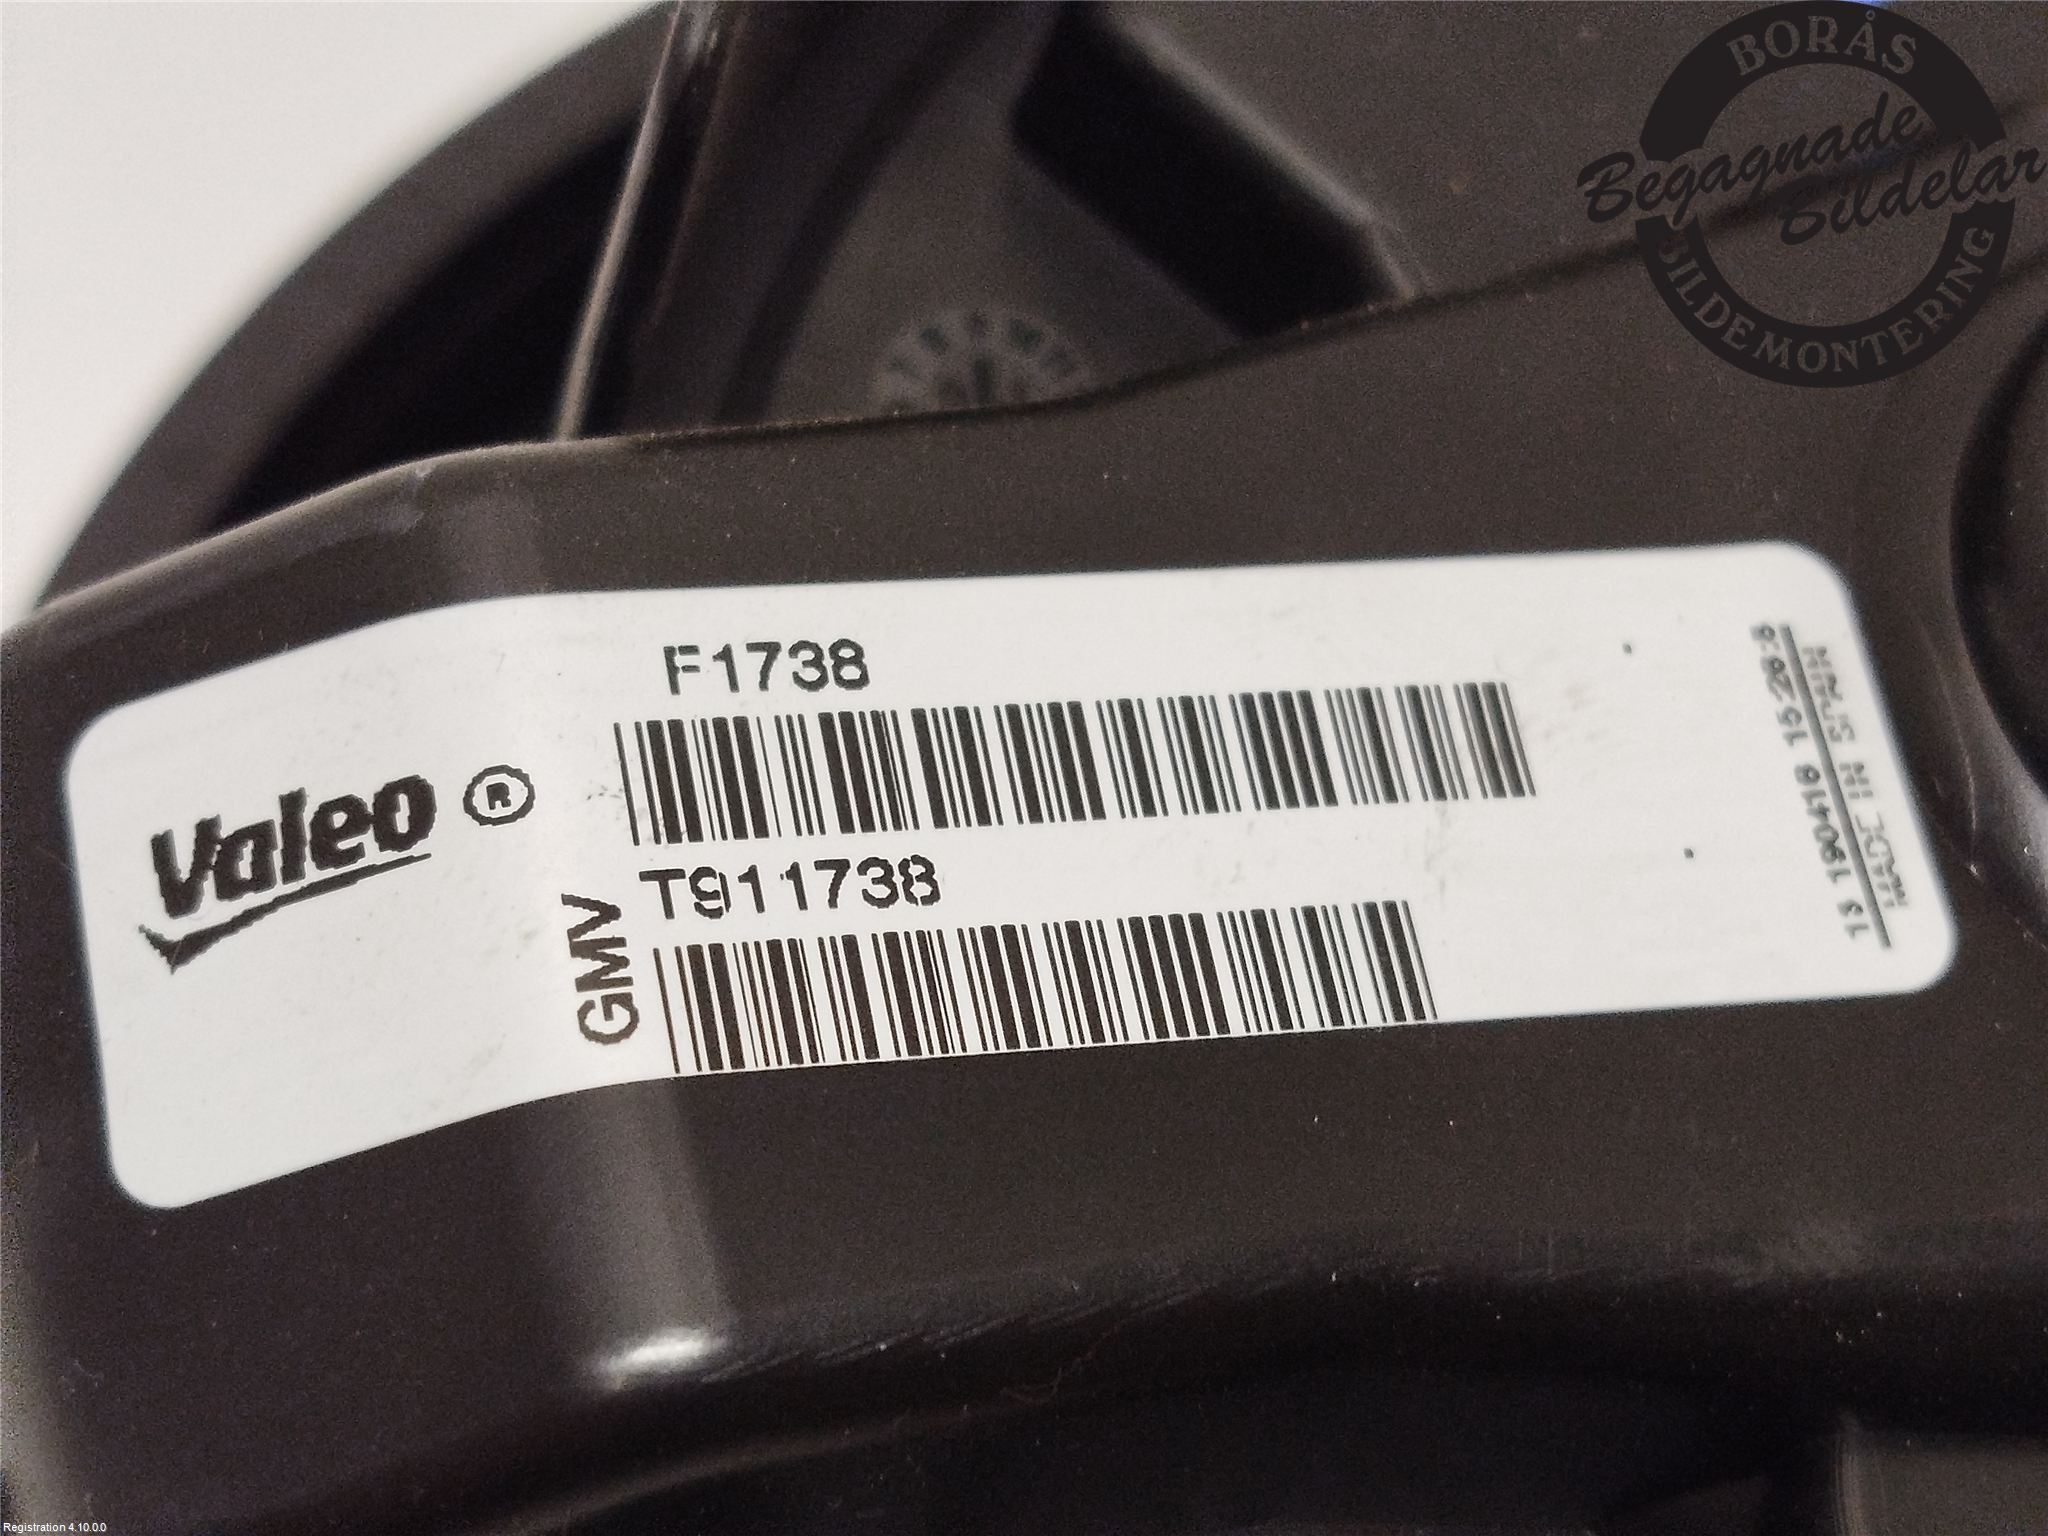 BORÅS
Begagnade
Bildelar
BILDEMONTERING
F1738
Valeo ®
T911738
GMV
13 190418 15:28:8
MADE IN SPAIN
Registration 4.10.0.0